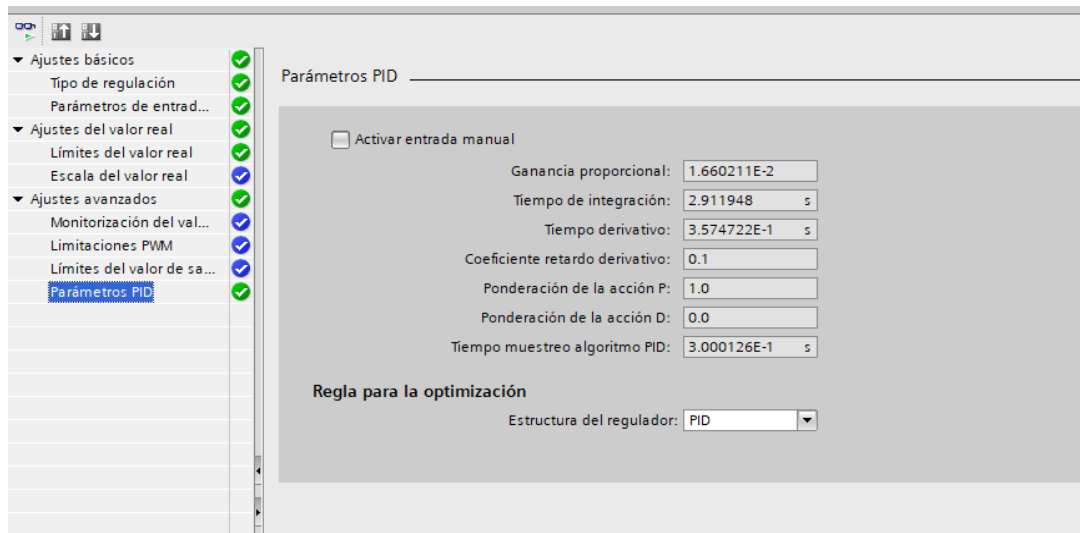 Ajustes básicos
Tipo de regulación
Parámetros de entrad...
Ajustes del valor real
Límites del valor real
Escala del valor real
Ajustes avanzados
Monitorización del val...
Limitaciones PWM
Límites del valor de sa...
Parámetros PID
Parámetros PID
Activar entrada manual
Ganancia proporcional: 1.660211E-2
Tiempo de integración: 2.911948 s
Tiempo derivativo: 3.574722E-1 s
Coeficiente retardo derivativo: 0.1
Ponderación de la acción P: 1.0
Ponderación de la acción D: 0.0
Tiempo muestreo algoritmo PID: 3.000126E-1 s
Regla para la optimización
Estructura del regulador: PID